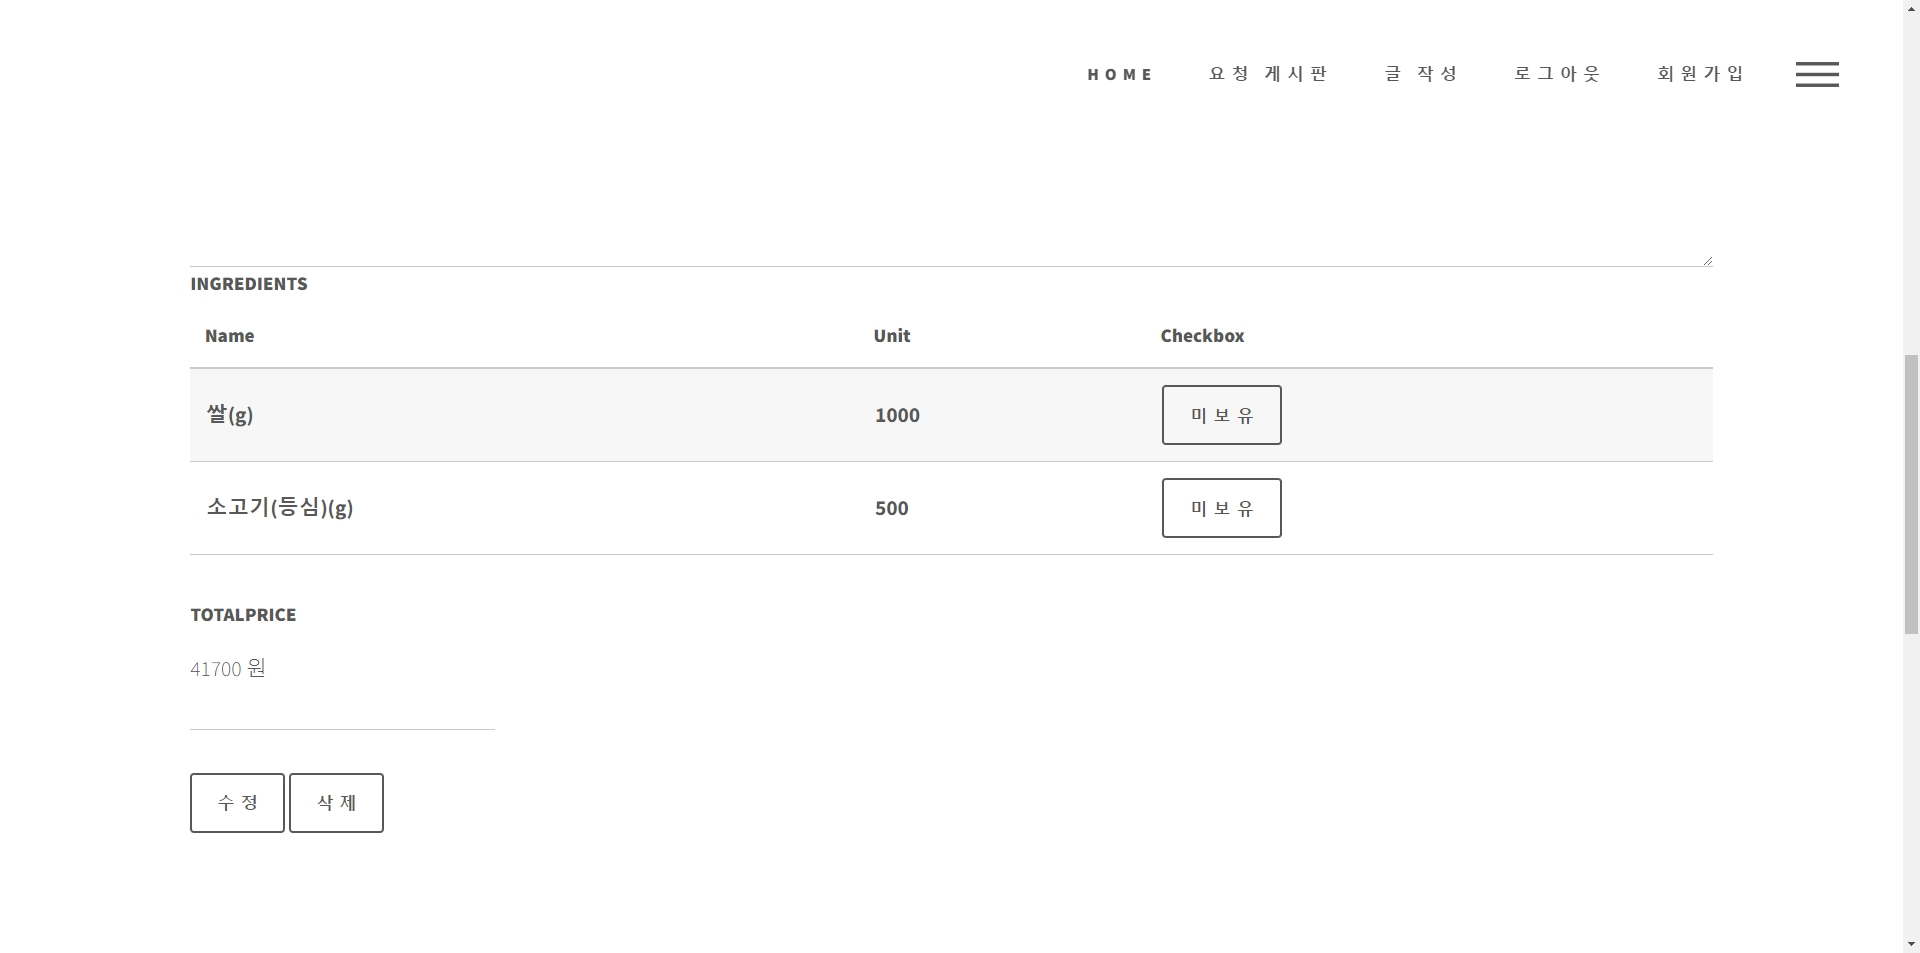 HOME 요청 게시판 글 작성 로그아웃 회원가입
INGREDIENTS
Name Unit Checkbox
쌀(g) 1000 미보유
소고기(등심)(g) 500 미보유
TOTALPRICE
41700 원
수정 삭제